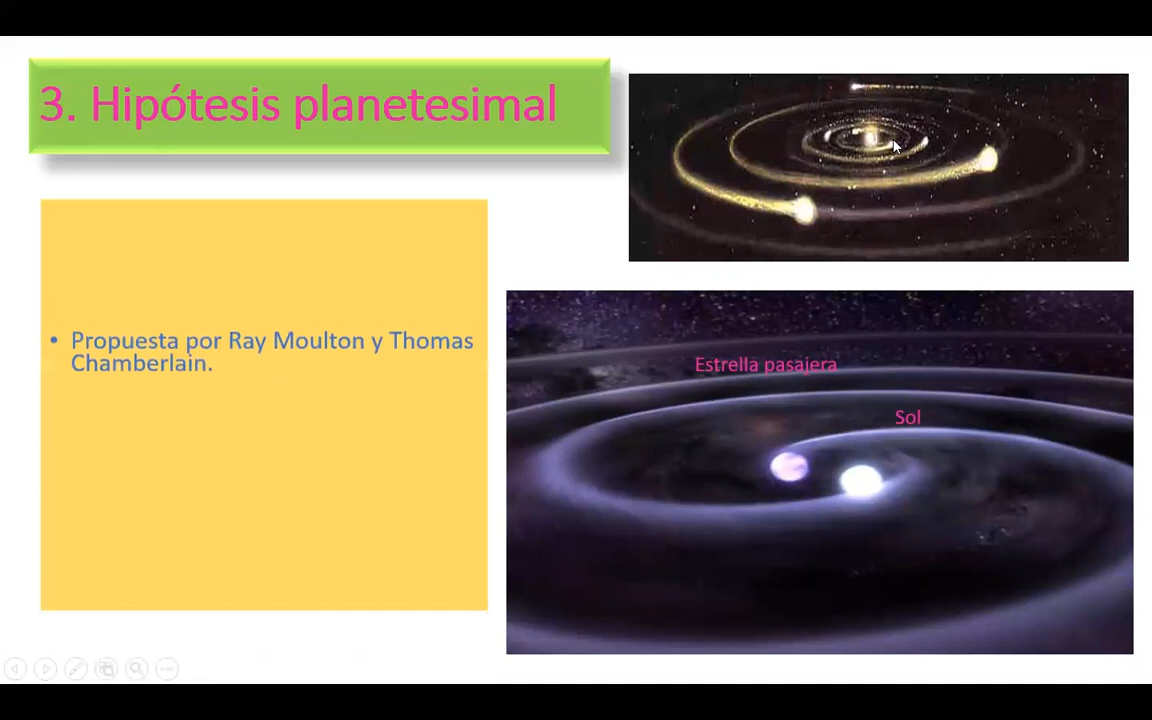 3. Hipótesis planetesimal
• Propuesta por Ray Moulton y Thomas
Chamberlain.
Estrella pasajera
Sol